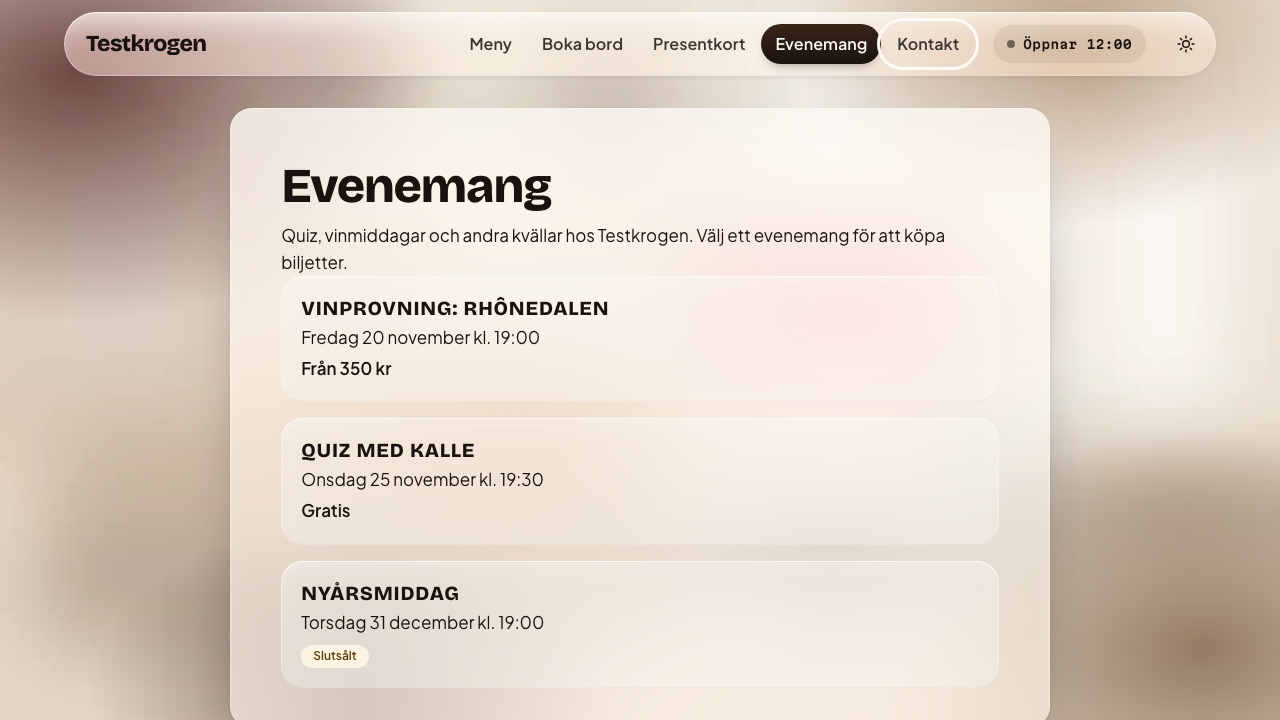 Testkrogen
Meny
Boka bord
Presentkort
Evenemang
Kontakt
Öppnar 12:00
Evenemang
Quiz, vinmiddagar och andra kvällar hos Testkrogen. Välj ett evenemang för att köpa
biljetter.
VINPROVNING: RHÔNEDALEN
Fredag 20 november kl. 19:00
Från 350 kr
QUIZ MED KALLE
Onsdag 25 november kl. 19:30
Gratis
NYÅRSMIDDAG
Torsdag 31 december kl. 19:00
Slutsålt